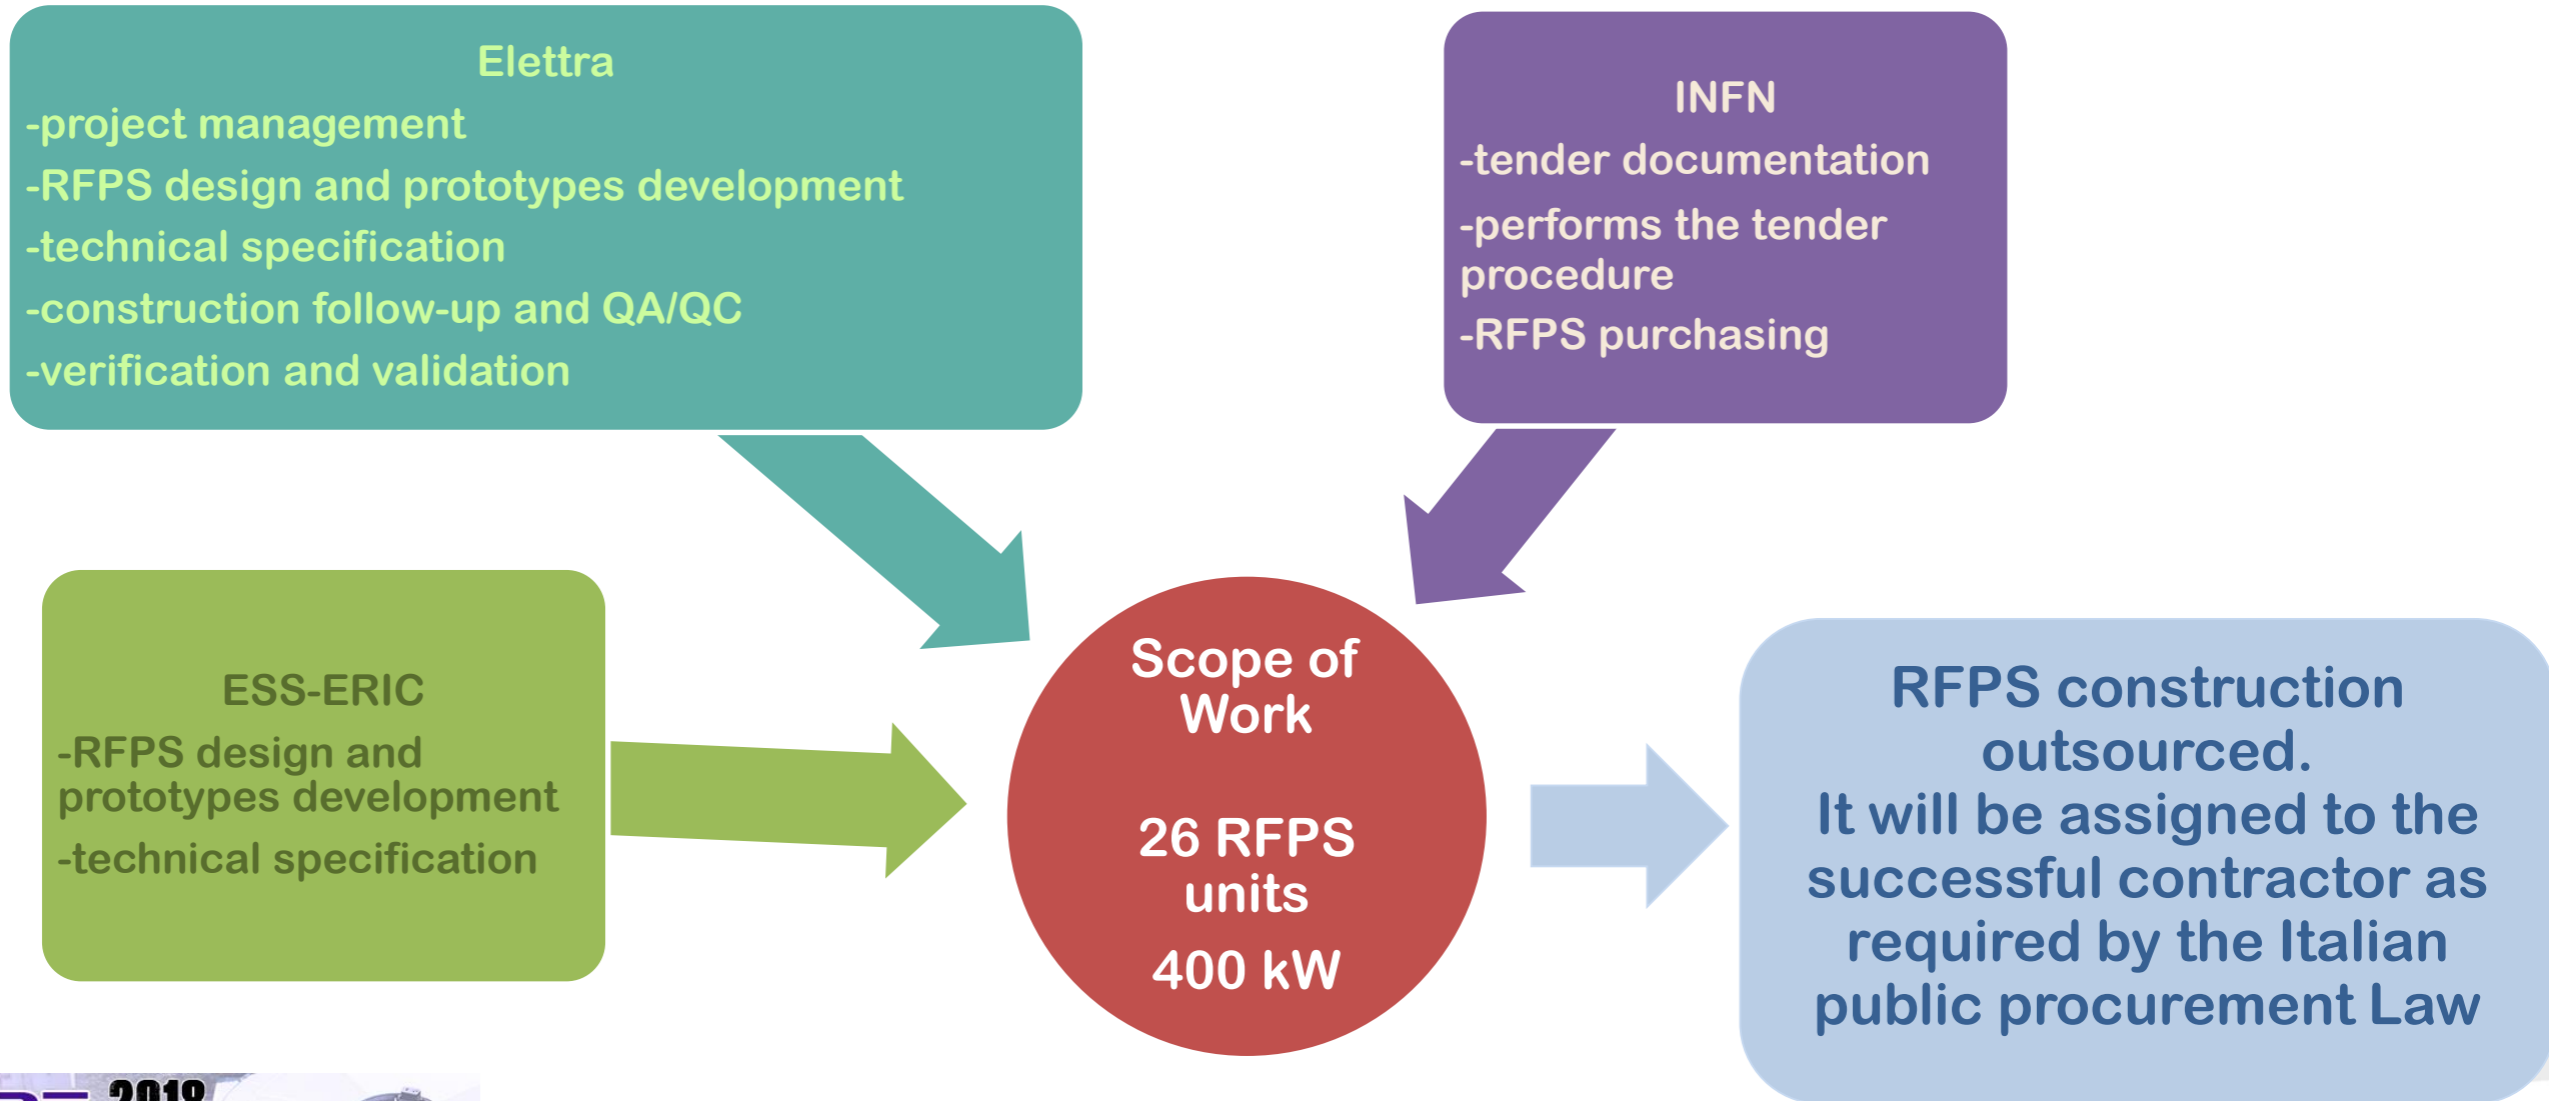 Elettra
-project management
-RFPS design and prototypes development
-technical specification
-construction follow-up and QA/QC
-verification and validation
INFN
-tender documentation
-performs the tender
procedure
-RFPS purchasing
ESS-ERIC
-RFPS design and
prototypes development
-technical specification
Scope of
Work
26 RFPS
units
400 kW
RFPS construction
outsourced.
It will be assigned to the
successful contractor as
required by the Italian
public procurement Law
2018